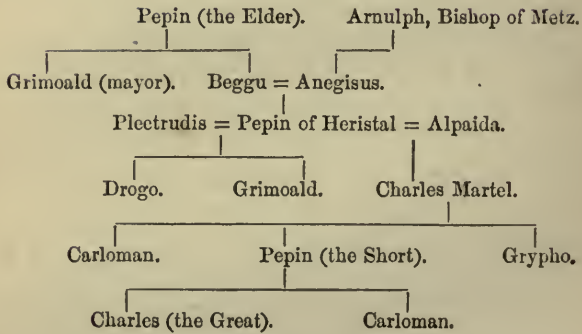 Pepin (the Elder). Arnulph, Bishop of Metz.
Grimoald (mayor). Beggu = Anegisus.
Plectrudis = Pepin of Heristal = Alpaida.
Drogo. Grimoald. Charles Martel.
Carloman. Pepin (the Short). Grypho.
Charles (the Great). Carloman.